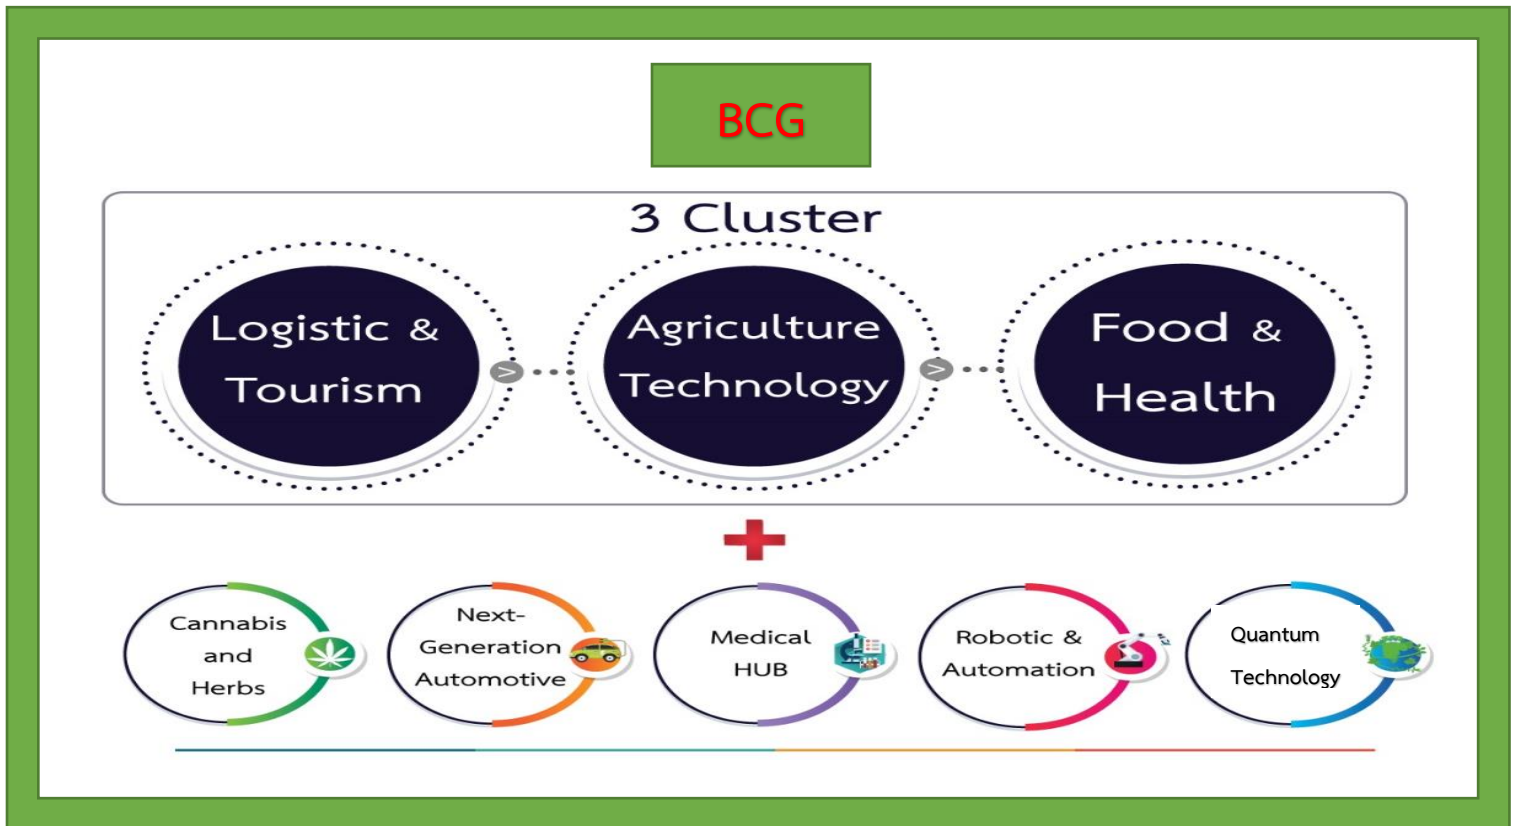 BCG
3 Cluster
Logistic &
Tourism
Agriculture
Technology
Food &
Health
Cannabis
and
Herbs
Next-
Generation
Automotive
Medical
HUB
Robotic &
Automation
Quantum
Technology